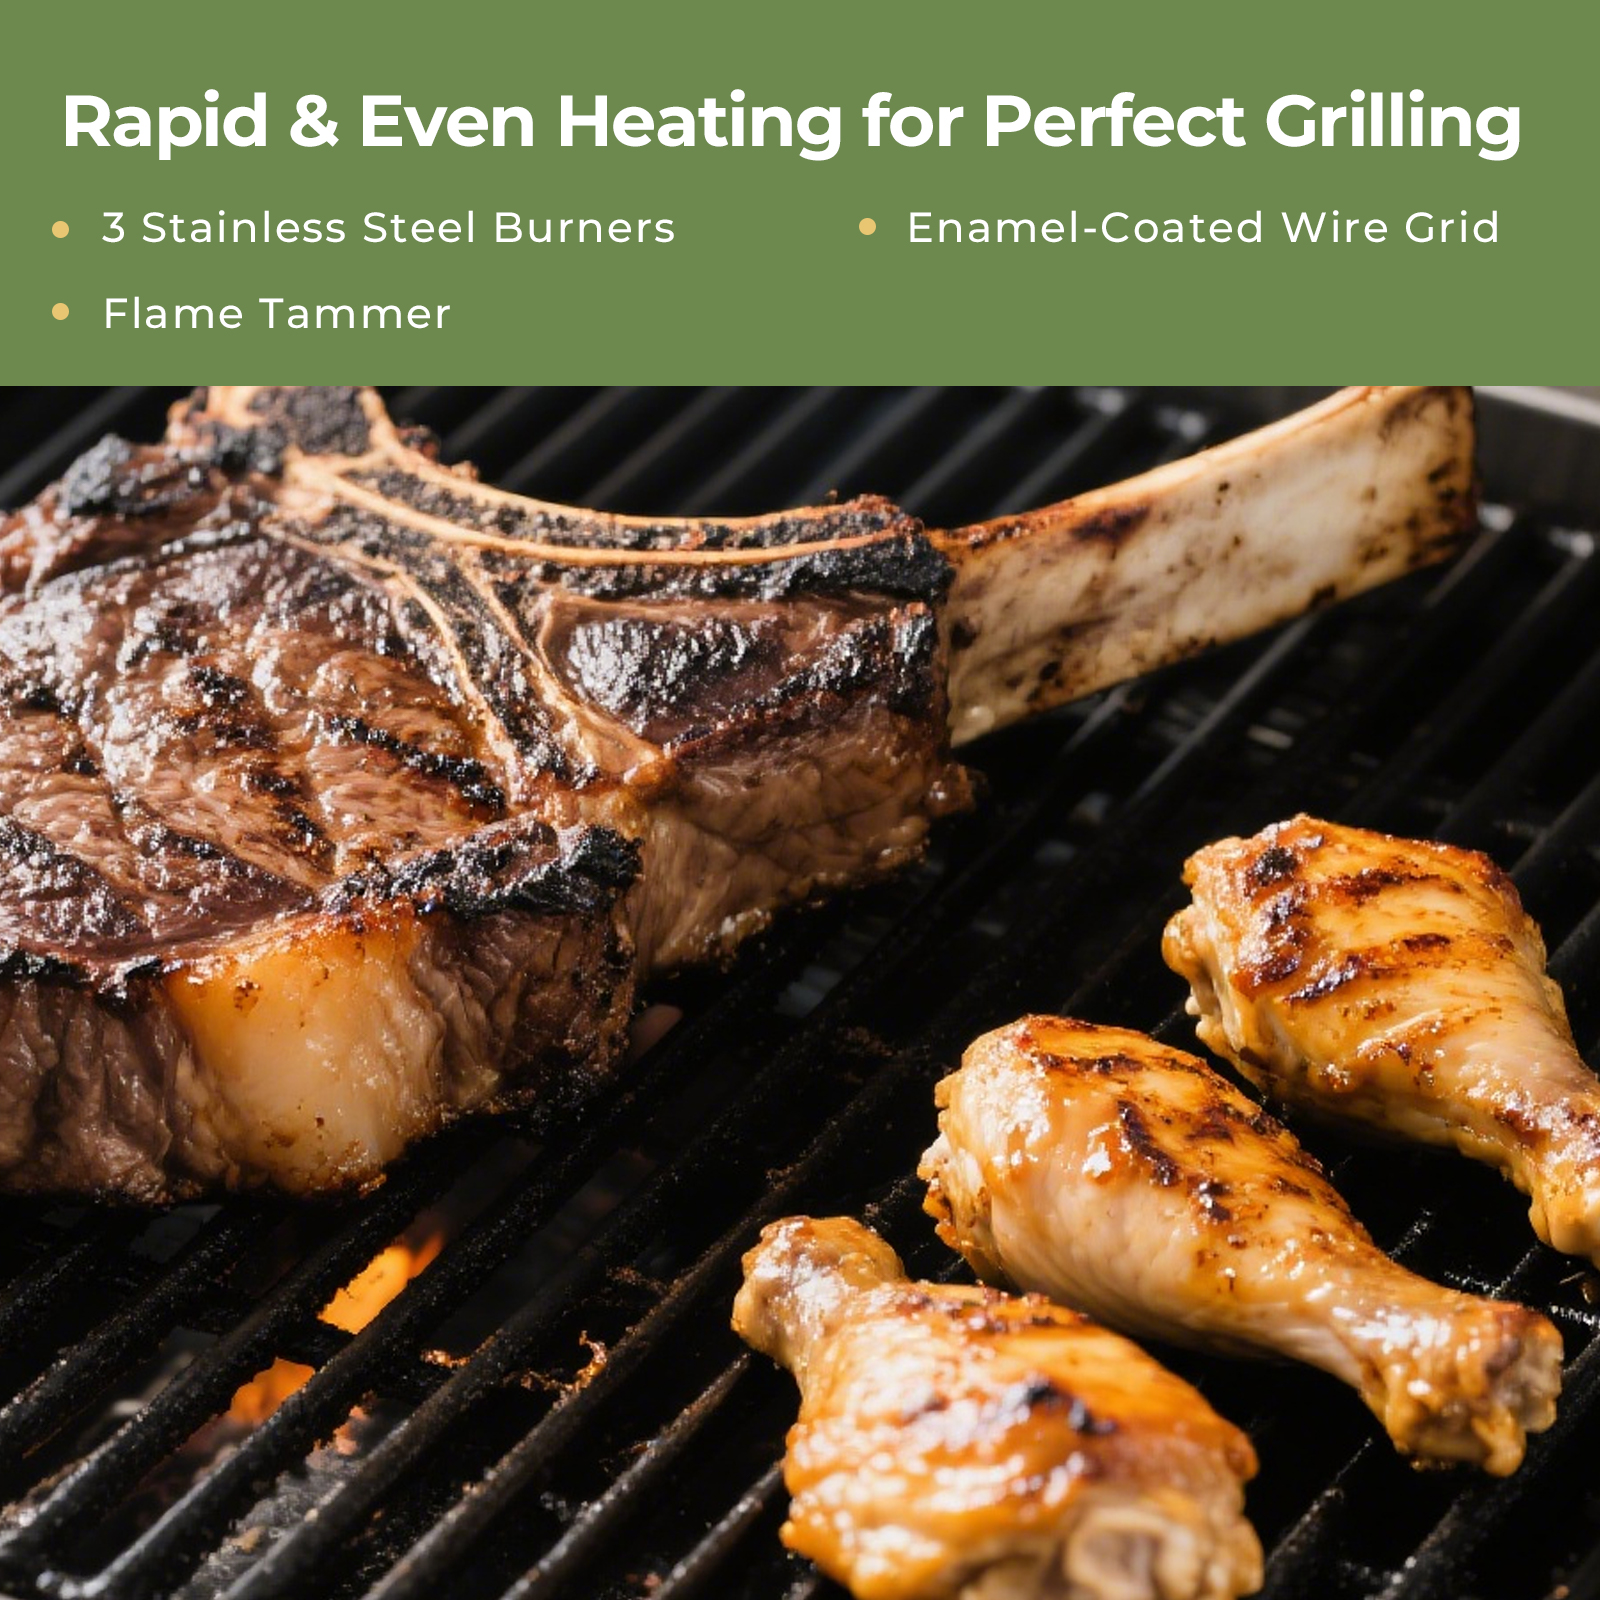 Rapid & Even Heating for Perfect Grilling
3 Stainless Steel Burners
Enamel-Coated Wire Grid
Flame Tammer